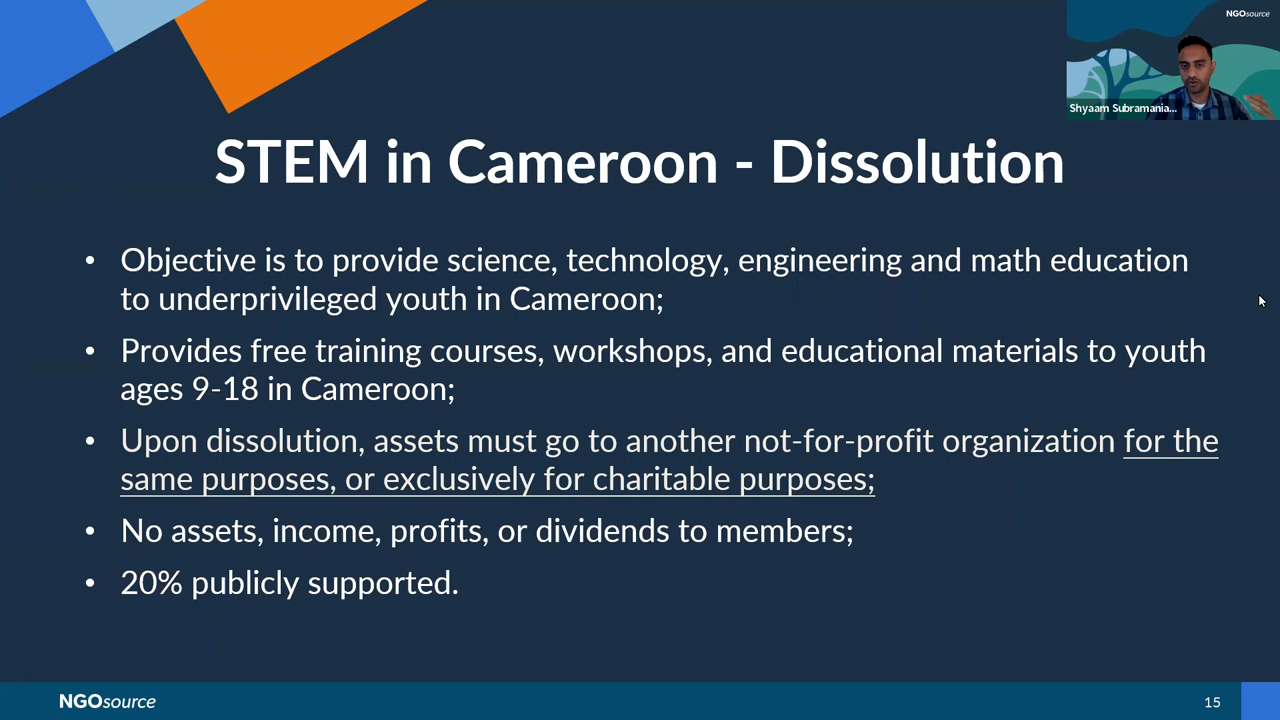 NGOsource
Shyaam Subramania...
STEM in Cameroon - Dissolution
• Objective is to provide science, technology, engineering and math education
to underprivileged youth in Cameroon;
• Provides free training courses, workshops, and educational materials to youth
ages 9-18 in Cameroon;
• Upon dissolution, assets must go to another not-for-profit organization for the
same purposes, or exclusively for charitable purposes;
• No assets, income, profits, or dividends to members;
• 20% publicly supported.
NGOsource
15